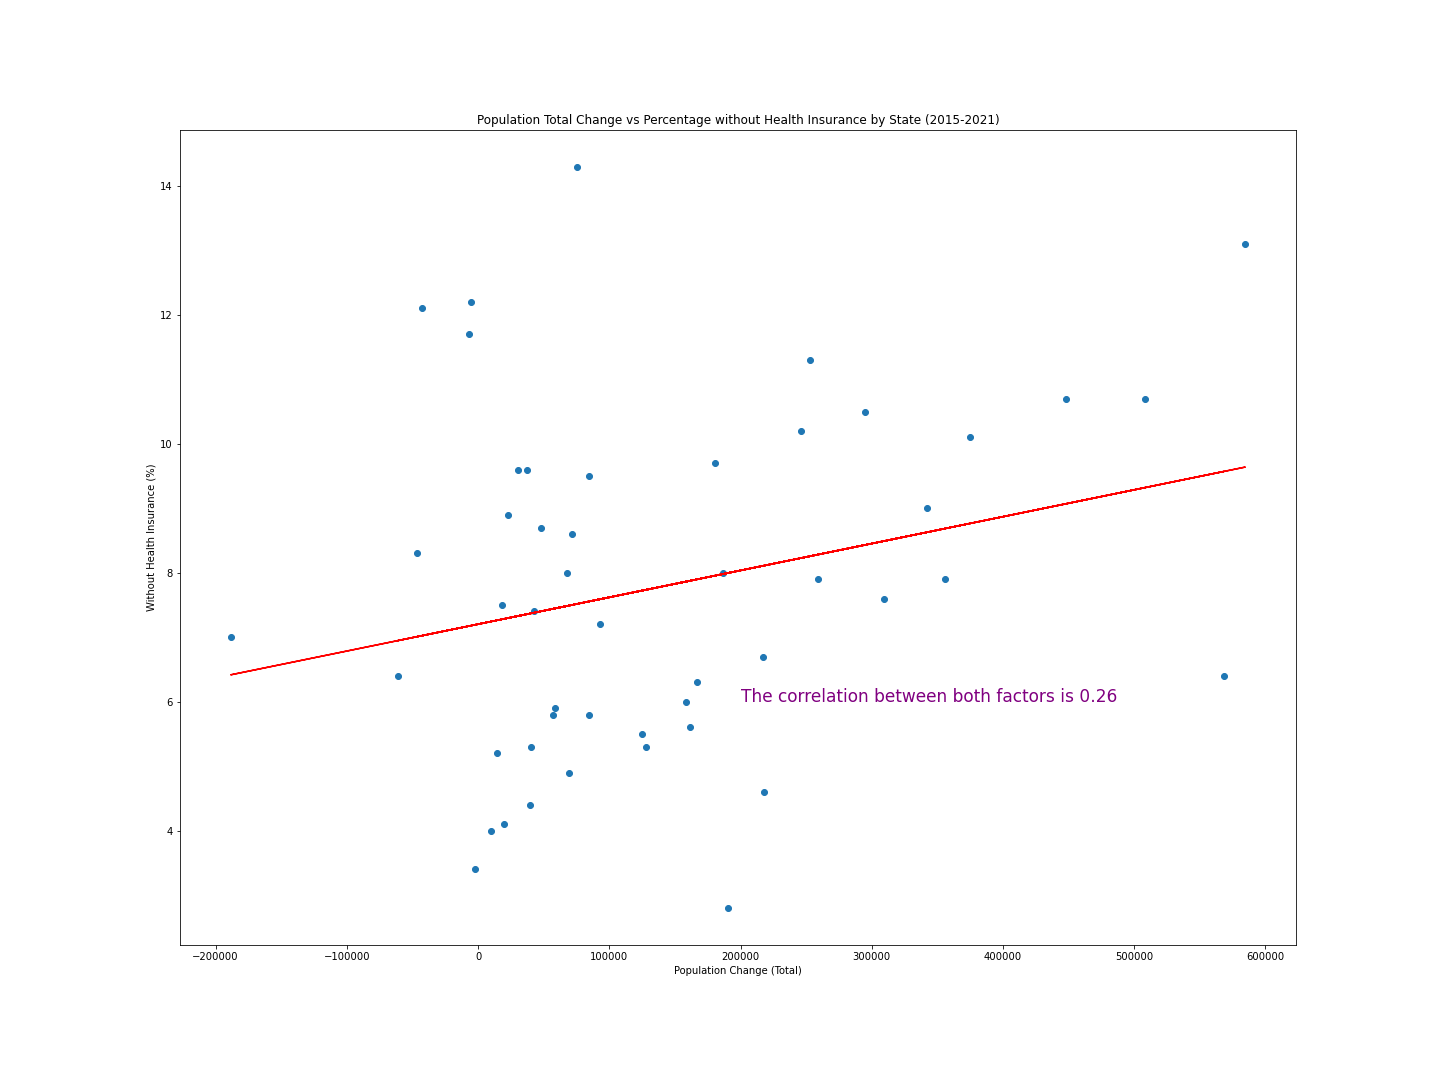 Population Total Change vs Percentage without Health Insurance by State (2015-2021)
14
12
10
8
6
4
Without Health Insurance (%)
The correlation between both factors is 0.26
−200000 −100000 0 100000 200000 300000 400000 500000 600000
Population Change (Total)